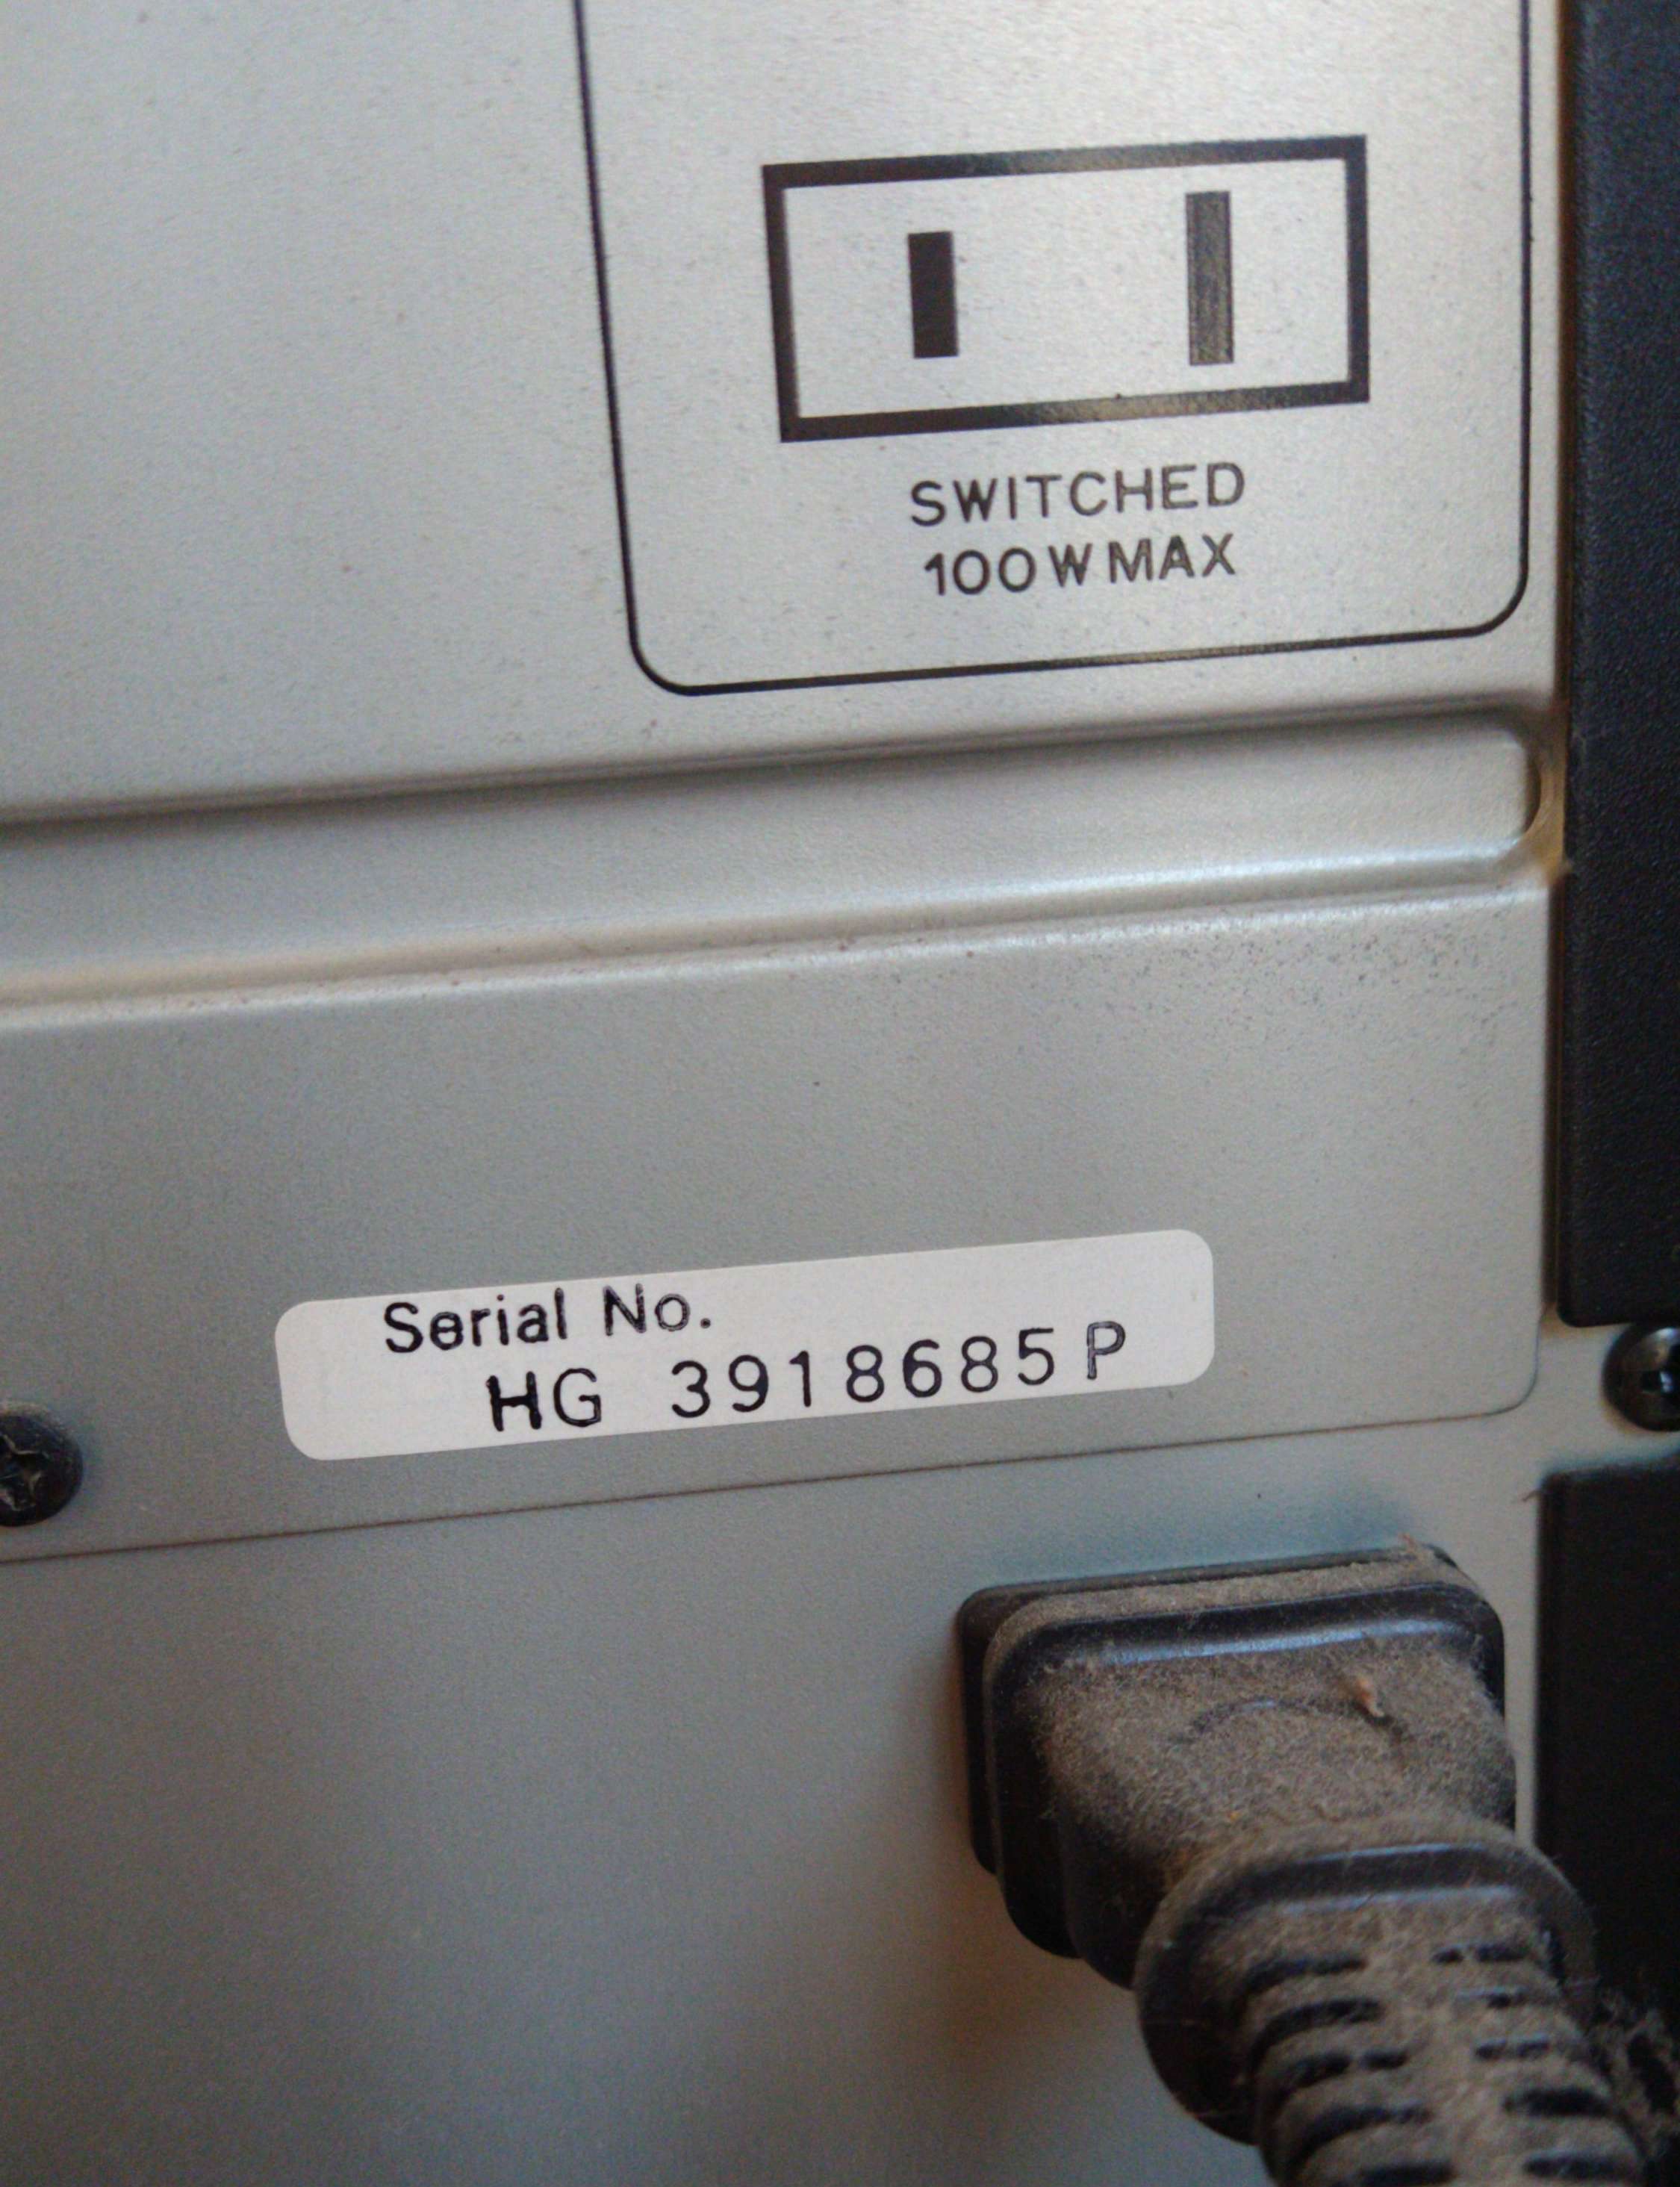 SWITCHED
100W MAX
Serial No.
HG 3918685P